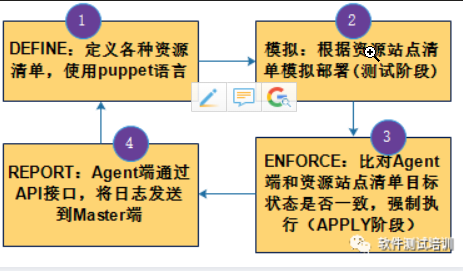 1
DEFINE：定义各种资源
清单，使用puppet语言
2
模拟：根据资源站点清
单模拟部署(测试阶段)
3
ENFORCE：比对Agent
端和资源站点清单目标
状态是否一致，强制执
行（APPLY阶段）
4
REPORT：Agent端通过
API接口，将日志发送
到Master端
软件测试培训